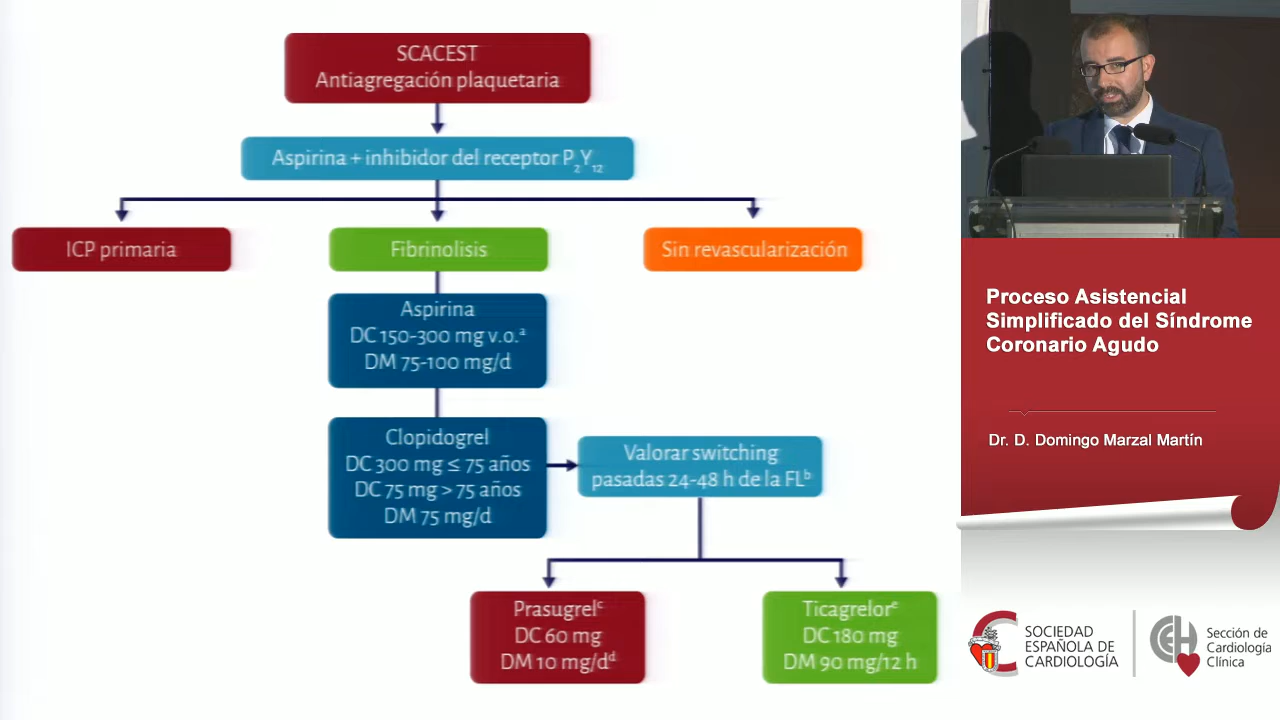 SCACEST
Antiagregación plaquetaria
Aspirina + inhibidor del receptor P2Y12
ICP primaria
Fibrinolisis
Sin revascularización
Aspirina
DC 150-300 mg v.o.ª
DM 75-100 mg/d
Clopidogrel
DC 300 mg ≤ 75 años
DC 75 mg > 75 años
DM 75 mg/d
Valorar switching
pasadas 24-48 h de la FLᵇ
Prasugrelᶜ
DC 60 mg
DM 10 mg/dᵈ
Ticagrelorᵉ
DC 180 mg
DM 90 mg/12 h
Proceso Asistencial
Simplificado del Síndrome
Coronario Agudo
Dr. D. Domingo Marzal Martín
SOCIEDAD
ESPAÑOLA DE
CARDIOLOGÍA
Sección de
Cardiología
Clínica